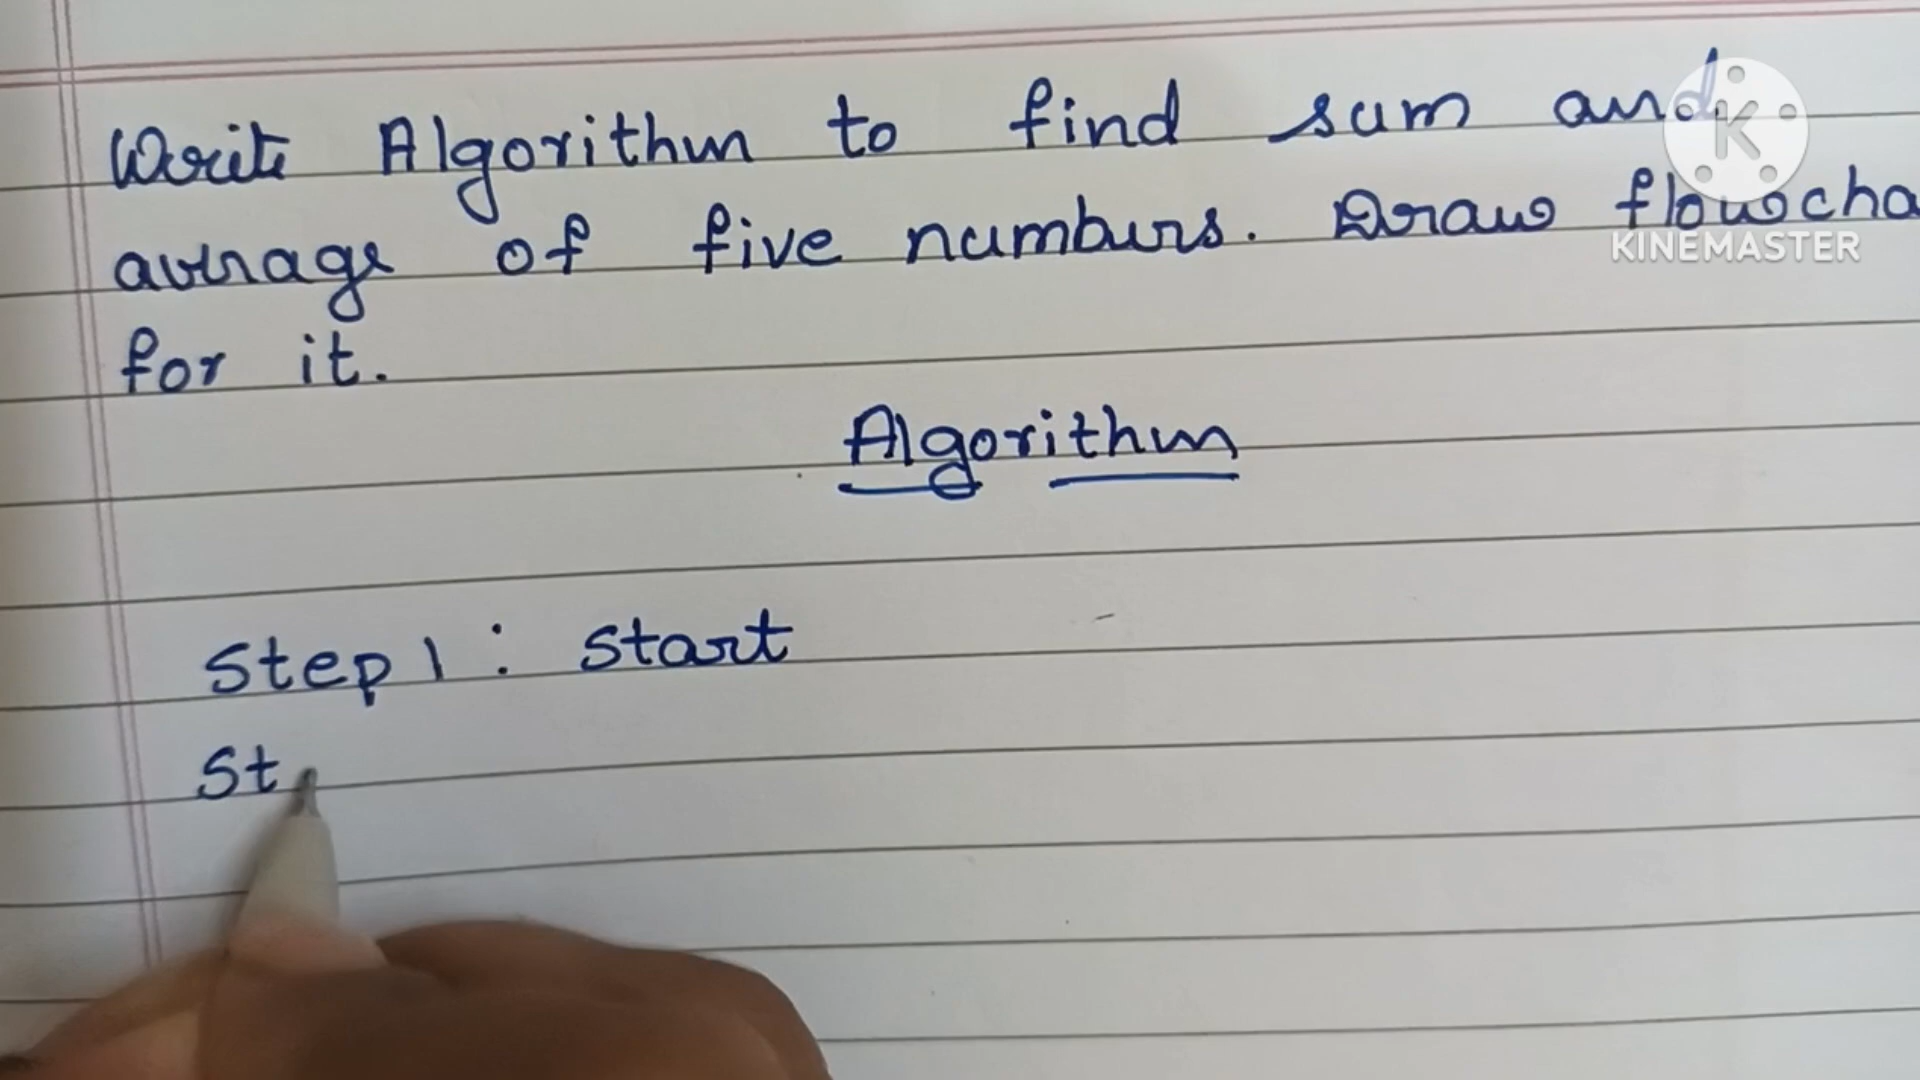 Write Algorithm to find sum and
average of five numbers. Draw flowcha
for it.
Algorithm
Step 1 : Start
St
K
KINEMASTER